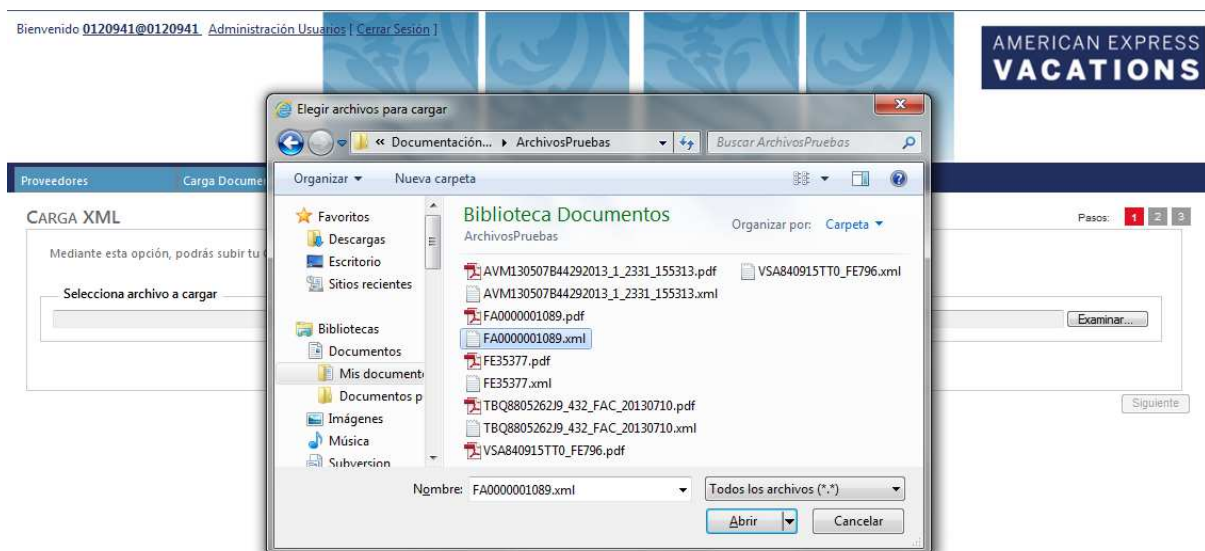 Bienvenido 0120941@0120941 Administración Usuarios [ Cerrar Sesión ]
AMERICAN EXPRESS
VACATIONS
Elegir archivos para cargar
« Documentación... ArchivosPruebas
Buscar ArchivosPruebas
Organizar
Nueva carpeta
Proveedores
Carga Docume
CARGA XML
Pasos: 1 2 3
Mediante esta opción, podrás subir tu
Selecciona archivo a cargar
Examinar...
Siguiente
Favoritos
Descargas
Escritorio
Sitios recientes
Bibliotecas
Documentos
Mis document
Documentos p
Imágenes
Música
Subversion
Biblioteca Documentos
ArchivosPruebas
Organizar por: Carpeta
AVM130507B44292013_1_2331_155313.pdf
AVM130507B44292013_1_2331_155313.xml
FA0000001089.pdf
FA0000001089.xml
FE35377.pdf
FE35377.xml
TBQ8805262J9_432_FAC_20130710.pdf
TBQ8805262J9_432_FAC_20130710.xml
VSA840915TT0_FE796.pdf
VSA840915TT0_FE796.xml
Nombre: FA0000001089.xml
Todos los archivos (*.*)
Abrir
Cancelar